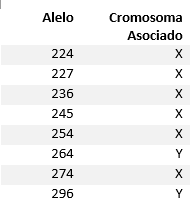 Alelo Cromosoma
Asociado
224 X
227 X
236 X
245 X
254 X
264 Y
274 X
296 Y